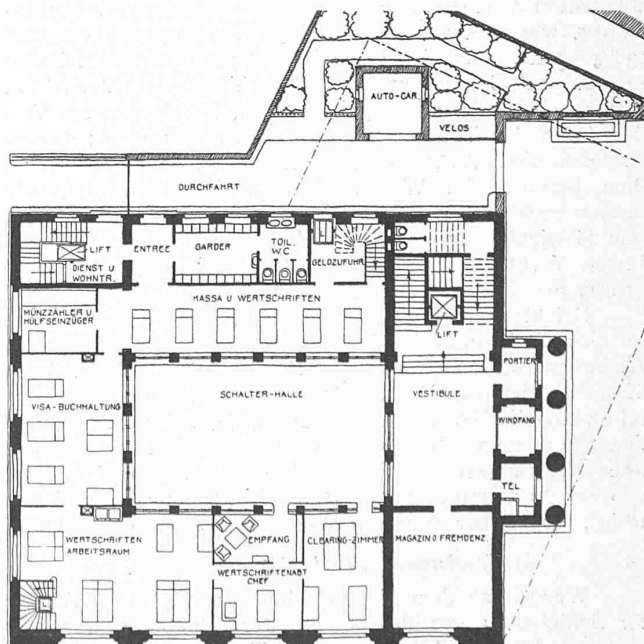 AUTO-CAR.
VELOS
DURCHFAHRT
LIFT
DIENST U
WOHNTR.
ENTREE
GARDER
TOIL.
W.C
GELDZUFUHR
KASSA U WERTSCHRIFTEN
MÜNZZÄHLER U
HÜLFSEINZÜGER
LIFT
PORTIER
VISA-BUCHHALTUNG
SCHALTER-HALLE
VESTIBULE
WINDFANG
TEL
WERTSCHRIFTEN
ARBEITSRAUM
EMPFANG
CLEARING-ZIMMER
MAGAZIN D. FREMDENZ.
WERTSCHRIFTENABT
CHEF